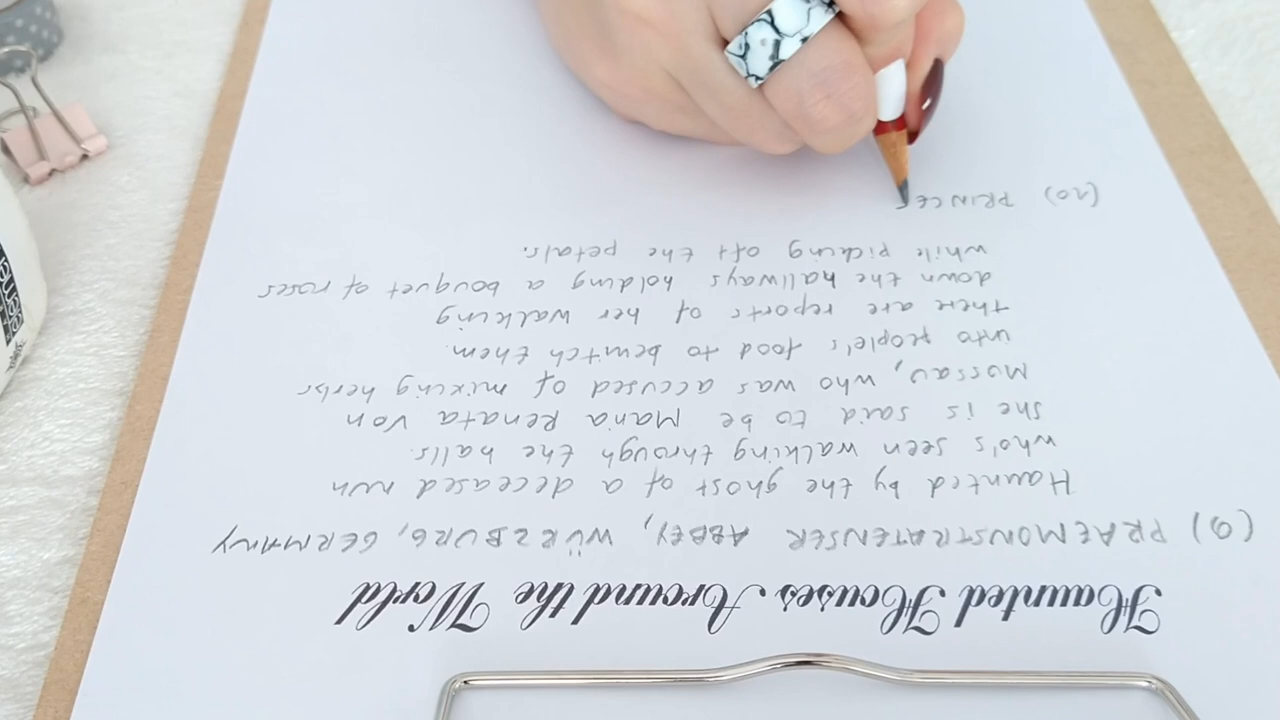 Haunted Houses Around the World
(9) PRAEMONSTRATENSER ABBEY, WÜRZBURG, GERMANY
Haunted by the ghost of a deceased nun
who's seen walking through the halls.
She is said to be Maria Renata von
Mossau, who was accused of mixing herbs
into people's food to bewitch them.
There are reports of her walking
down the hallways holding a bouquet of roses
while picking off the petals.
(10) PRINCE